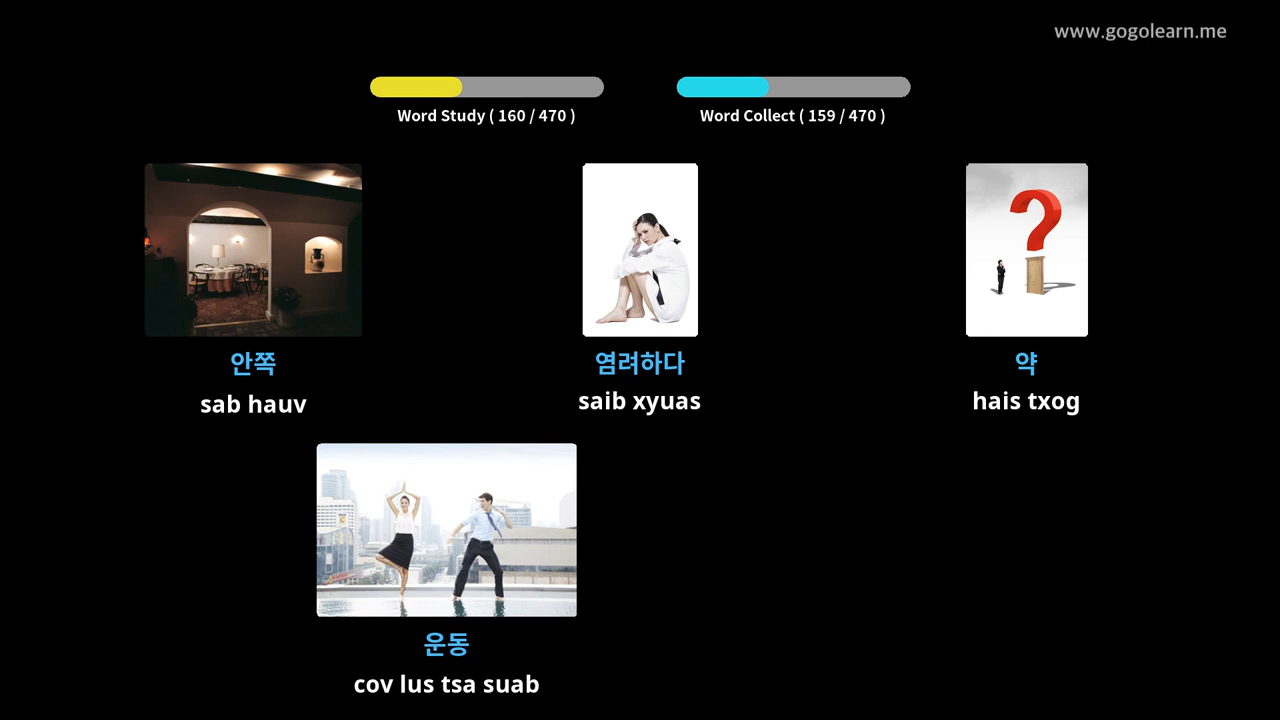 www.gogolearn.me
Word Study ( 160 / 470 )
Word Collect ( 159 / 470 )
안쪽
sab hauv
염려하다
saib xyuas
약
hais txog
운동
cov lus tsa suab